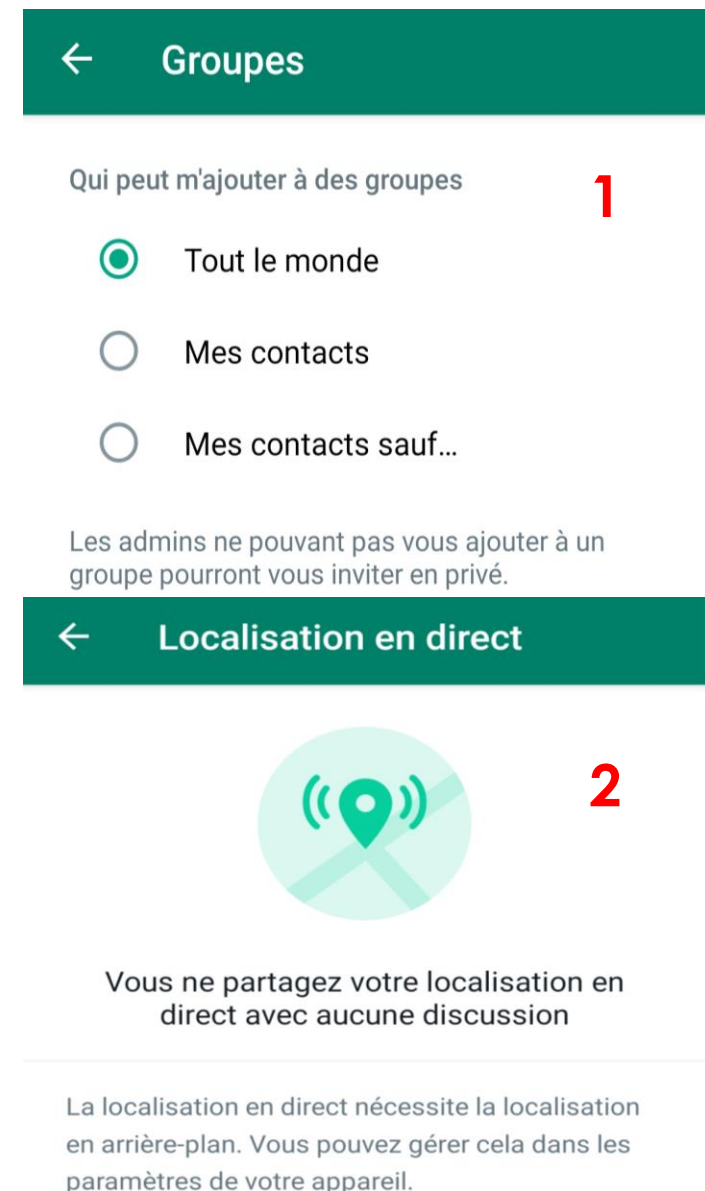 Groupes
Qui peut m'ajouter à des groupes
1
Tout le monde
Mes contacts
Mes contacts sauf...
Les admins ne pouvant pas vous ajouter à un
groupe pourront vous inviter en privé.
Localisation en direct
2
Vous ne partagez votre localisation en
direct avec aucune discussion
La localisation en direct nécessite la localisation
en arrière-plan. Vous pouvez gérer cela dans les
paramètres de votre appareil.